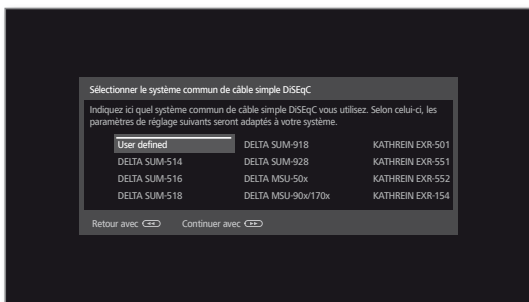 Sélectionner le système commun de câble simple DiSEqC
Indiquez ici quel système commun de câble simple DiSEqC vous utilisez. Selon celui-ci, les
paramètres de réglage suivants seront adaptés à votre système.
User defined DELTA SUM-918 KATHREIN EXR-501
DELTA SUM-514 DELTA SUM-928 KATHREIN EXR-551
DELTA SUM-516 DELTA MSU-50x KATHREIN EXR-552
DELTA SUM-518 DELTA MSU-90x/170x KATHREIN EXR-154
Retour avec Continuer avec